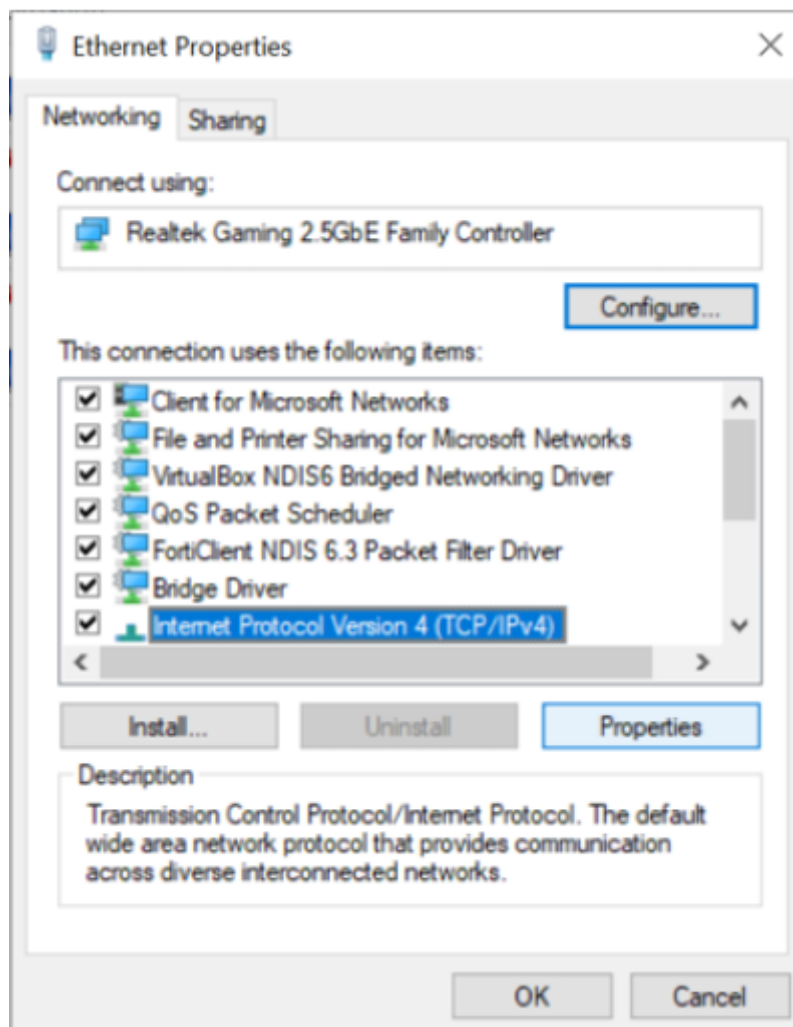 Ethernet Properties
Networking
Sharing
Connect using:
Realtek Gaming 2.5GbE Family Controller
Configure...
This connection uses the following items:
Client for Microsoft Networks
File and Printer Sharing for Microsoft Networks
VirtualBox NDIS6 Bridged Networking Driver
QoS Packet Scheduler
FortiClient NDIS 6.3 Packet Filter Driver
Bridge Driver
Internet Protocol Version 4 (TCP/IPv4)
Install...
Uninstall
Properties
Description
Transmission Control Protocol/Internet Protocol. The default
wide area network protocol that provides communication
across diverse interconnected networks.
OK
Cancel